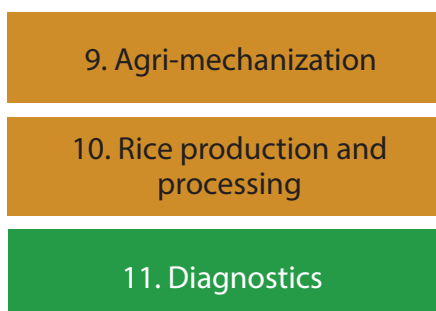 9. Agri-mechanization
10. Rice production and
processing
11. Diagnostics